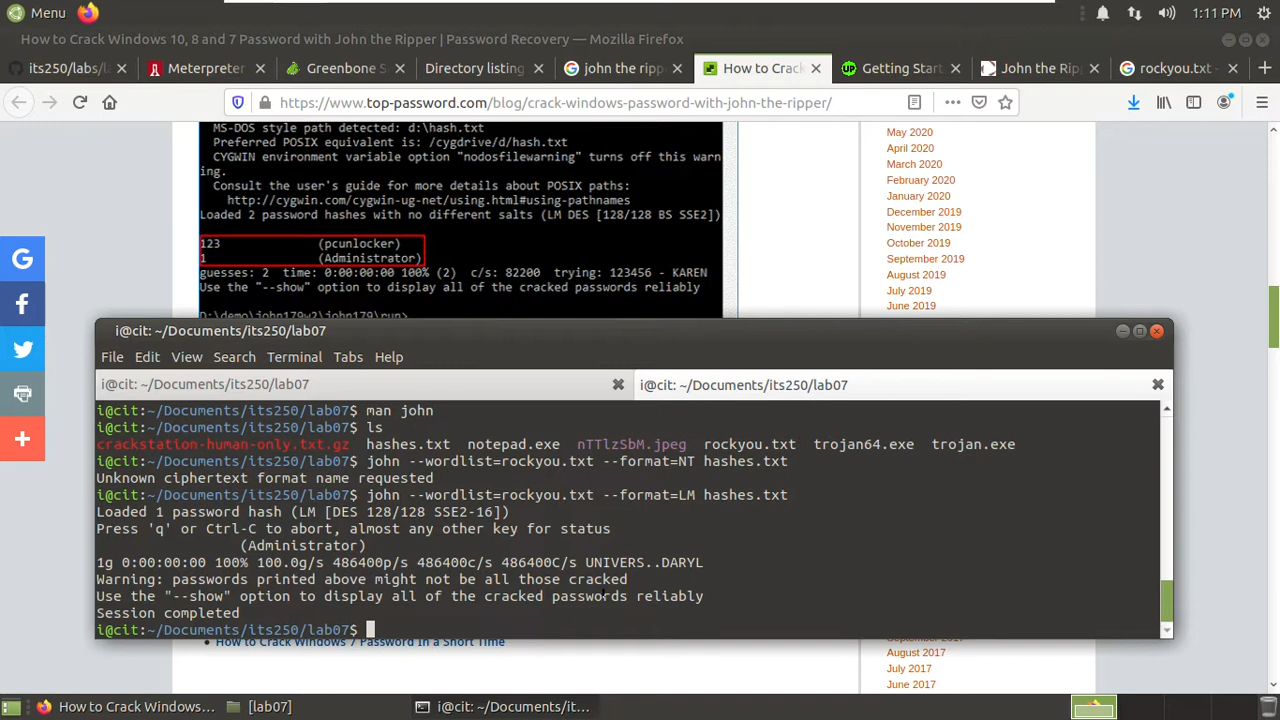 Menu
1:11 PM
How to Crack Windows 10, 8 and 7 Password with John the Ripper | Password Recovery — Mozilla Firefox
its250/labs/
Meterpreter
Greenbone S
Directory listing
john the ripp
How to Crack
Getting Start
John the Rip
rockyou.txt -
https://www.top-password.com/blog/crack-windows-password-with-john-the-ripper/
MS-DOS style path detected: d:\hash.txt
Preferred POSIX equivalent is: /cygdrive/d/hash.txt
CYGWIN environment variable option "nodosfilewarning" turns off this warn
ing.
Consult the user's guide for more details about POSIX paths:
http://cygwin.com/cygwin-ug-net/using.html#using-pathnames
Loaded 2 password hashes with no different salts (LM DES [128/128 BS SSE2])
123 (pcunlocker)
1 (Administrator)
guesses: 2 time: 0:00:00:00 100% (2) c/s: 82200 trying: 123456 - KAREN
Use the "--show" option to display all of the cracked passwords reliably
D:\demo\john179w2\john179\run>
May 2020
April 2020
March 2020
February 2020
January 2020
December 2019
November 2019
October 2019
September 2019
August 2019
July 2019
June 2019
i@cit: ~/Documents/its250/lab07
File Edit View Search Terminal Tabs Help
i@cit: ~/Documents/its250/lab07
i@cit: ~/Documents/its250/lab07
i@cit:~/Documents/its250/lab07$ man john
i@cit:~/Documents/its250/lab07$ ls
crackstation-human-only.txt.gz hashes.txt notepad.exe nTTlzSbM.jpeg rockyou.txt trojan64.exe trojan.exe
i@cit:~/Documents/its250/lab07$ john --wordlist=rockyou.txt --format=NT hashes.txt
Unknown ciphertext format name requested
i@cit:~/Documents/its250/lab07$ john --wordlist=rockyou.txt --format=LM hashes.txt
Loaded 1 password hash (LM [DES 128/128 SSE2-16])
Press 'q' or Ctrl-C to abort, almost any other key for status
(Administrator)
1g 0:00:00:00 100% 100.0g/s 486400p/s 486400c/s 486400C/s UNIVERS..DARYL
Warning: passwords printed above might not be all those cracked
Use the "--show" option to display all of the cracked passwords reliably
Session completed
i@cit:~/Documents/its250/lab07$
How to Crack Windows 7 Password in a Short Time
September 2017
August 2017
July 2017
June 2017
How to Crack Windows...
[lab07]
i@cit: ~/Documents/its...